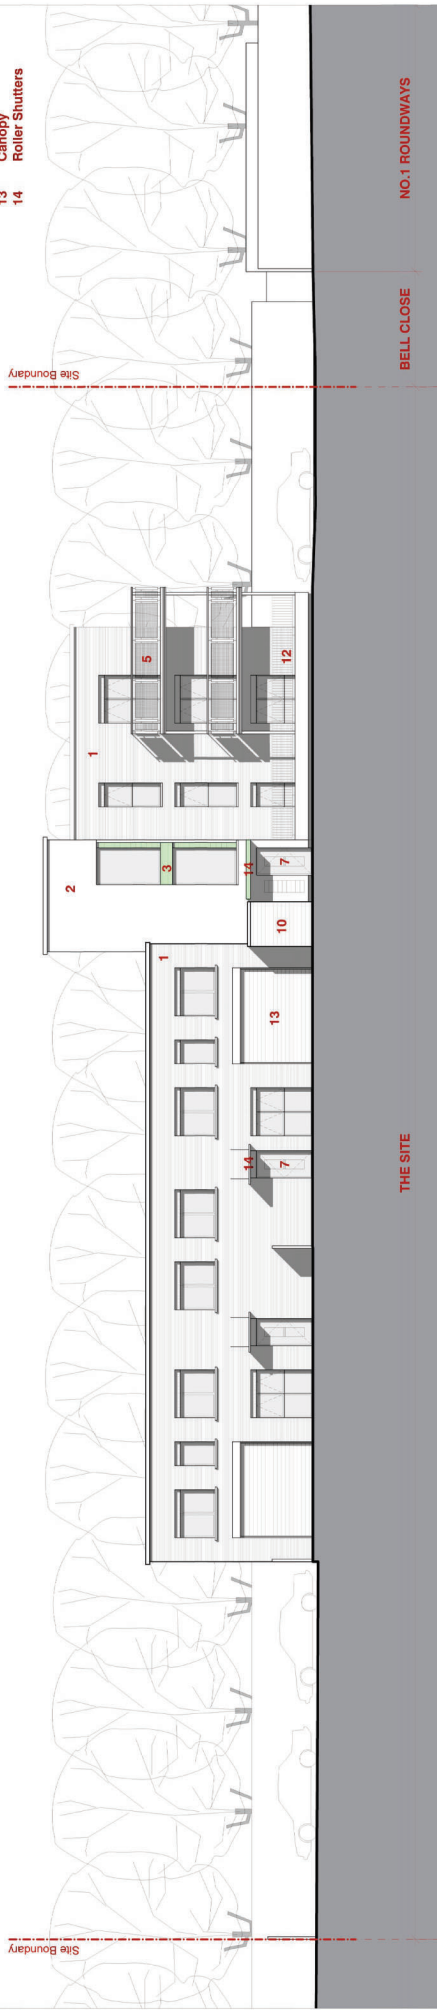 13 Canopy
14 Roller Shutters
Site Boundary
Site Boundary
1
2
3
5
12
14
7
10
1
13
14
7
THE SITE
BELL CLOSE
NO.1 ROUNDWAYS